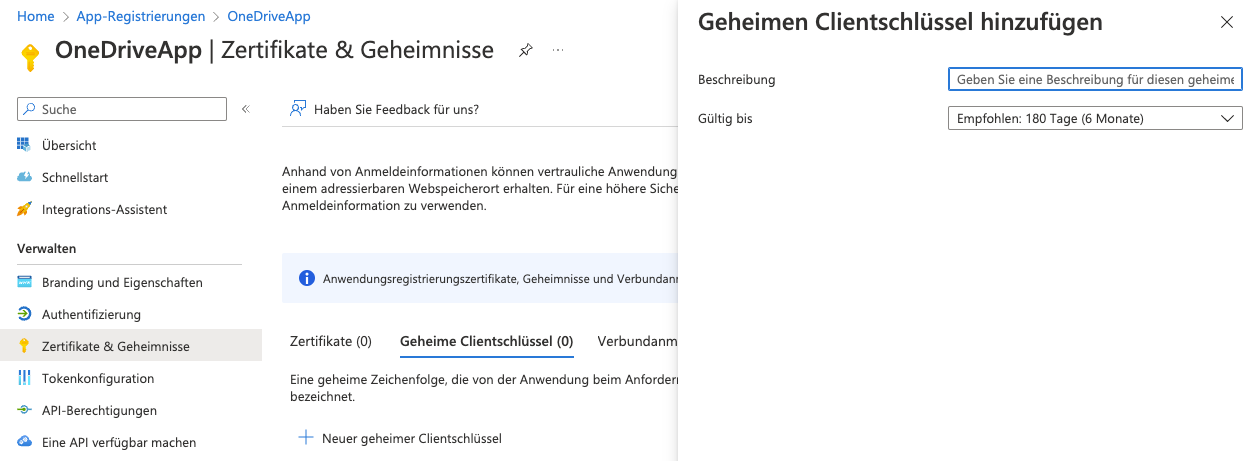 Home > App-Registrierungen > OneDriveApp
OneDriveApp | Zertifikate & Geheimnisse
Suche
Übersicht
Schnellstart
Integrations-Assistent
Verwalten
Branding und Eigenschaften
Authentifizierung
Zertifikate & Geheimnisse
Tokenkonfiguration
API-Berechtigungen
Eine API verfügbar machen
Haben Sie Feedback für uns?
Anhand von Anmeldeinformationen können vertrauliche Anwendung
einem adressierbaren Webspeicherort erhalten. Für eine höhere Siche
Anmeldeinformation zu verwenden.
Anwendungsregistrierungszertifikate, Geheimnisse und Verbundanm
Zertifikate (0) Geheime Clientschlüssel (0) Verbundanm
Eine geheime Zeichenfolge, die von der Anwendung beim Anfordern
bezeichnet.
Neuer geheimer Clientschlüssel
Geheimen Clientschlüssel hinzufügen
Beschreibung Geben Sie eine Beschreibung für diesen geheime
Gültig bis Empfohlen: 180 Tage (6 Monate)